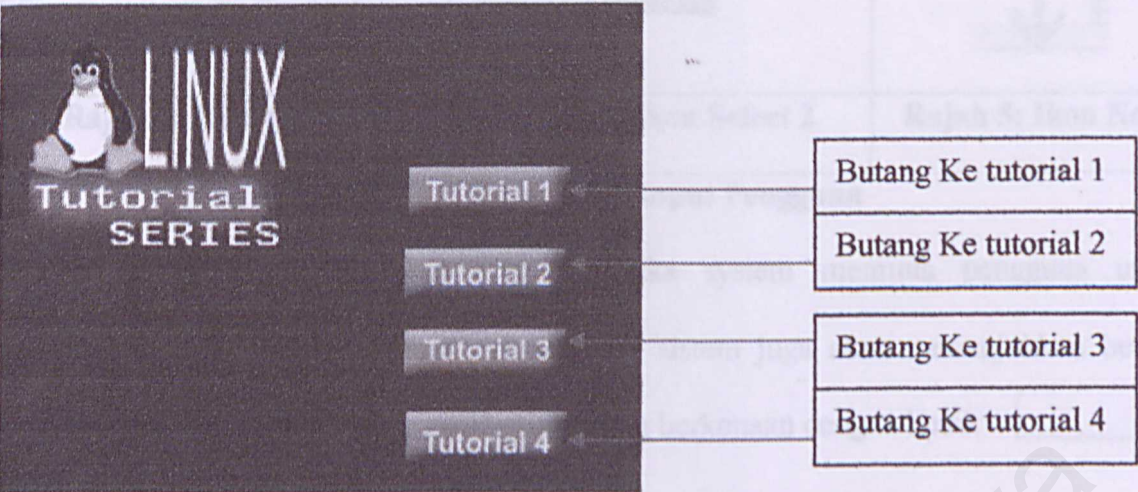 LINUX
Tutorial
SERIES
Tutorial 1
Tutorial 2
Tutorial 3
Tutorial 4
Butang Ke tutorial 1
Butang Ke tutorial 2
Butang Ke tutorial 3
Butang Ke tutorial 4